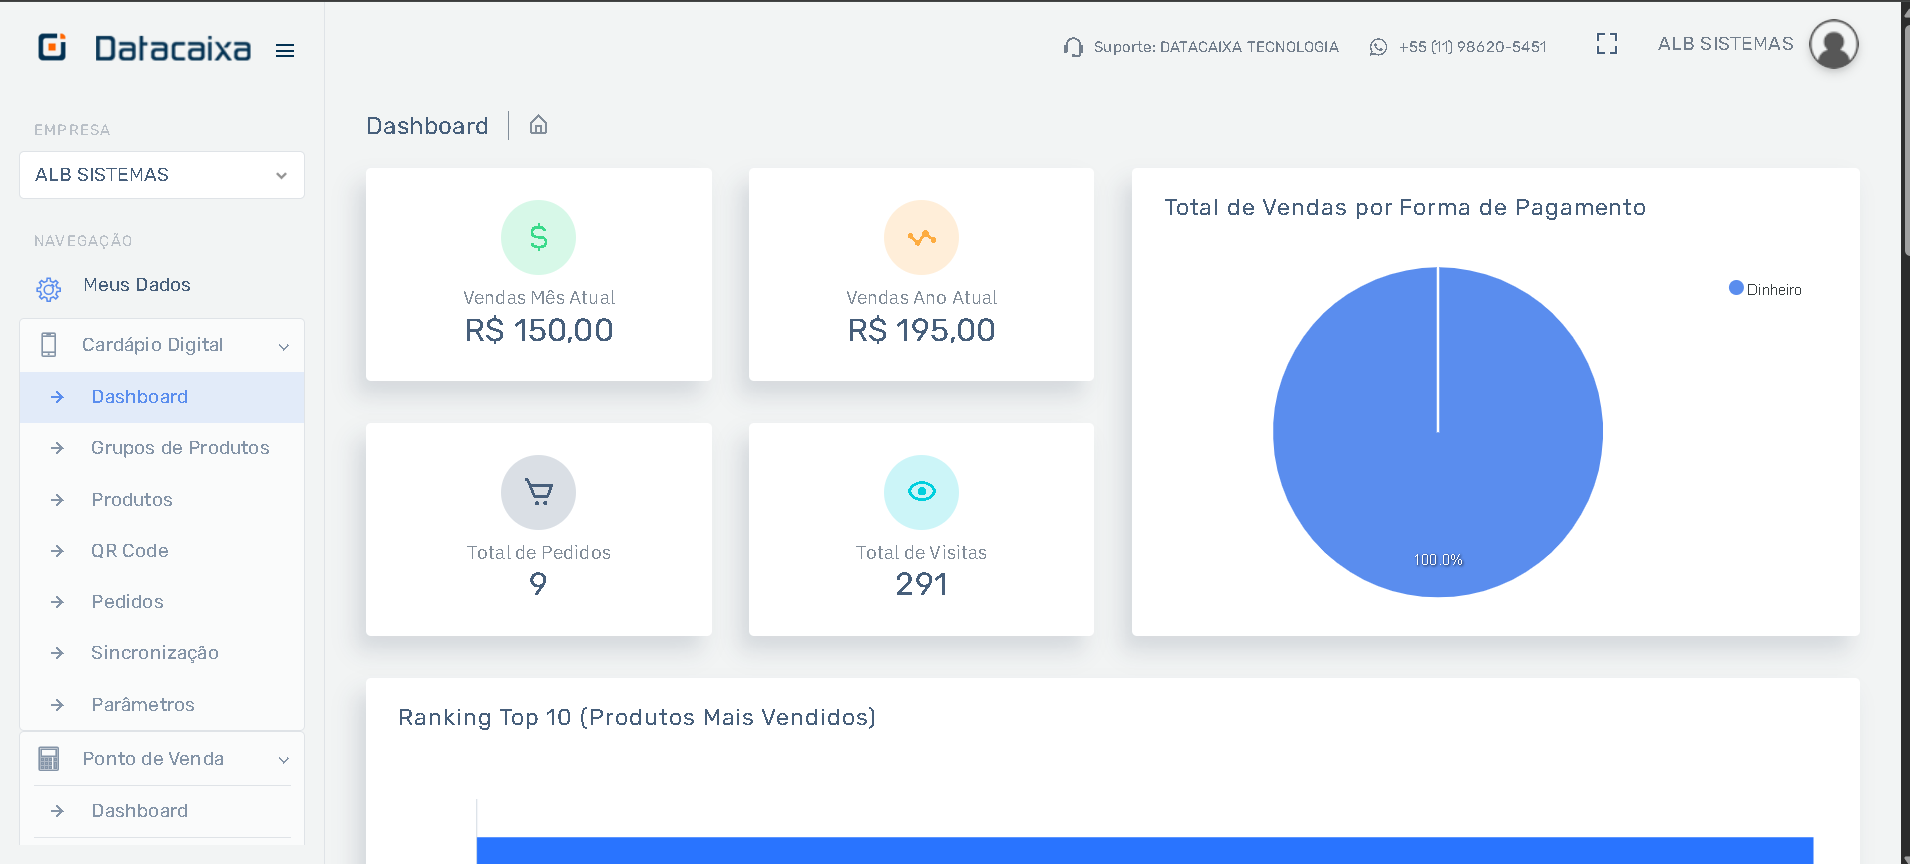 Datacaixa
Suporte: DATACAIXA TECNOLOGIA
+55 (11) 98620-5451
ALB SISTEMAS
EMPRESA
ALB SISTEMAS
NAVEGAÇÃO
Meus Dados
Cardápio Digital
Dashboard
Grupos de Produtos
Produtos
QR Code
Pedidos
Sincronização
Parâmetros
Ponto de Venda
Dashboard
Dashboard
$
Vendas Mês Atual
R$ 150,00
Vendas Ano Atual
R$ 195,00
Total de Pedidos
9
Total de Visitas
291
Total de Vendas por Forma de Pagamento
Dinheiro
100.0%
Ranking Top 10 (Produtos Mais Vendidos)